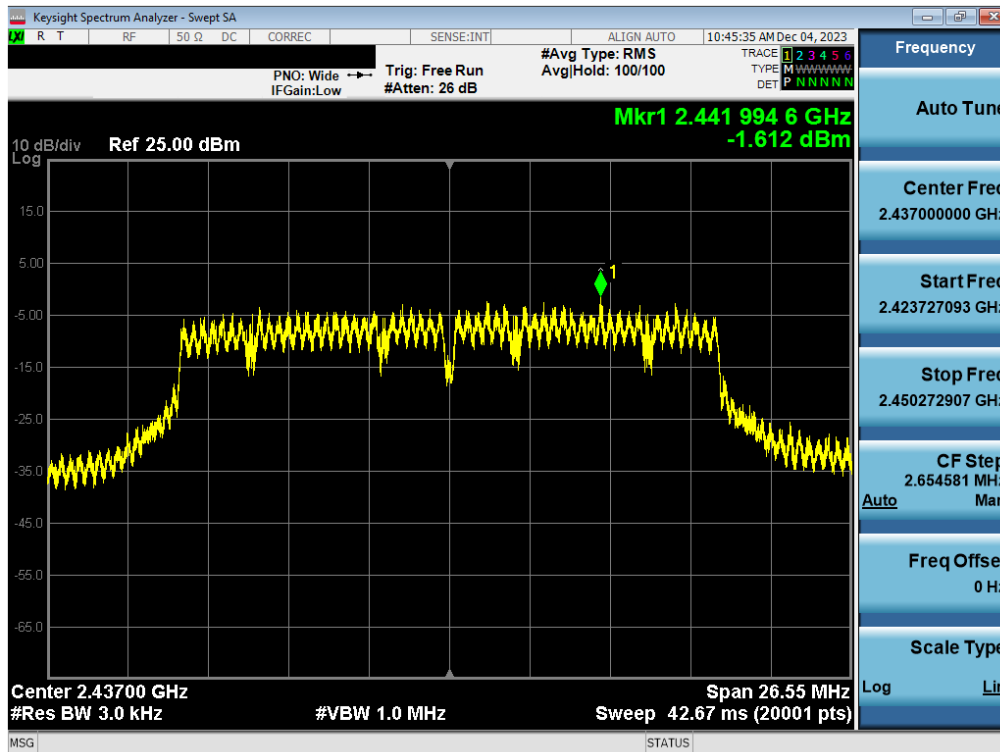 Keysight Spectrum Analyzer - Swept SA
LXI R T RF 50 Ω DC CORREC SENSE:INT ALIGN AUTO 10:45:35 AM Dec 04, 2023
PNO: Wide
IFGain:Low
Trig: Free Run
#Atten: 26 dB
#Avg Type: RMS
Avg|Hold: 100/100
TRACE 1 2 3 4 5 6
TYPE M WWWWW
DET P N N N N N
Mkr1 2.441 994 6 GHz
-1.612 dBm
10 dB/div
Log
Ref 25.00 dBm
15.0
5.00
1
-5.00
-15.0
-25.0
-35.0
-45.0
-55.0
-65.0
Center 2.43700 GHz
Span 26.55 MHz
#Res BW 3.0 kHz
#VBW 1.0 MHz
Sweep 42.67 ms (20001 pts)
MSG
STATUS
Frequency
Auto Tune
Center Freq
2.437000000 GHz
Start Freq
2.423727093 GHz
Stop Freq
2.450272907 GHz
CF Step
2.654581 MHz
Auto Man
Freq Offse
0 Hz
Scale Type
Log Lin